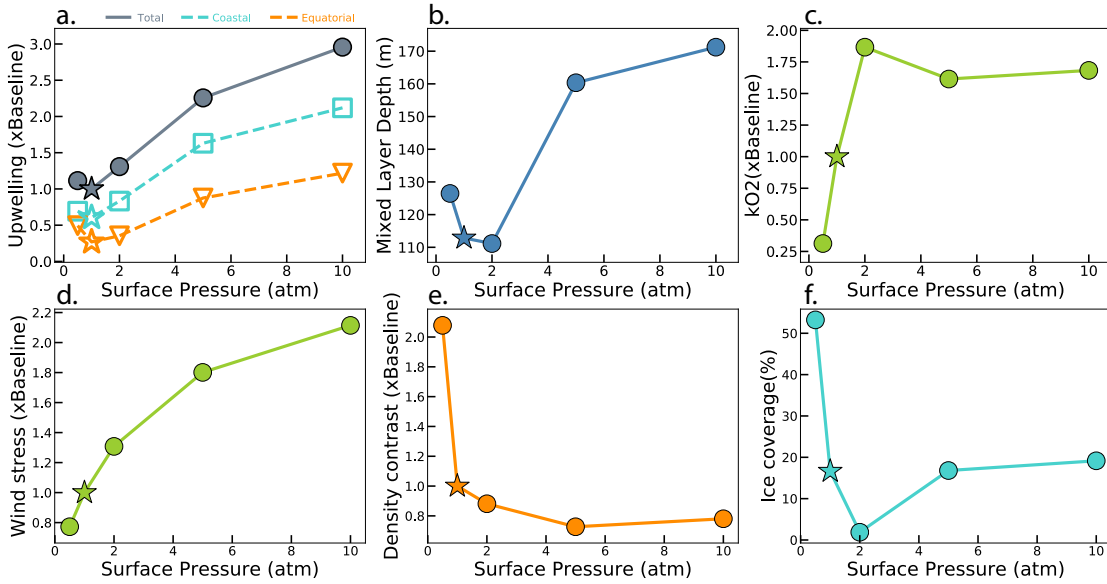 a.
Total
Coastal
Equatorial
Upwelling (xBaseline)
3.0
2.5
2.0
1.5
1.0
0.5
0.0
0 2 4 6 8 10
Surface Pressure (atm)
b.
Mixed Layer Depth (m)
170
160
150
140
130
120
110
0 2 4 6 8 10
Surface Pressure (atm)
c.
kO2(xBaseline)
2.00
1.75
1.50
1.25
1.00
0.75
0.50
0.25
0 2 4 6 8 10
Surface Pressure (atm)
d.
Wind stress (xBaseline)
2.2
2.0
1.8
1.6
1.4
1.2
1.0
0.8
0 2 4 6 8 10
Surface Pressure (atm)
e.
Density contrast (xBaseline)
2.0
1.8
1.6
1.4
1.2
1.0
0.8
0 2 4 6 8 10
Surface Pressure (atm)
f.
Ice coverage(%)
50
40
30
20
10
0
0 2 4 6 8 10
Surface Pressure (atm)